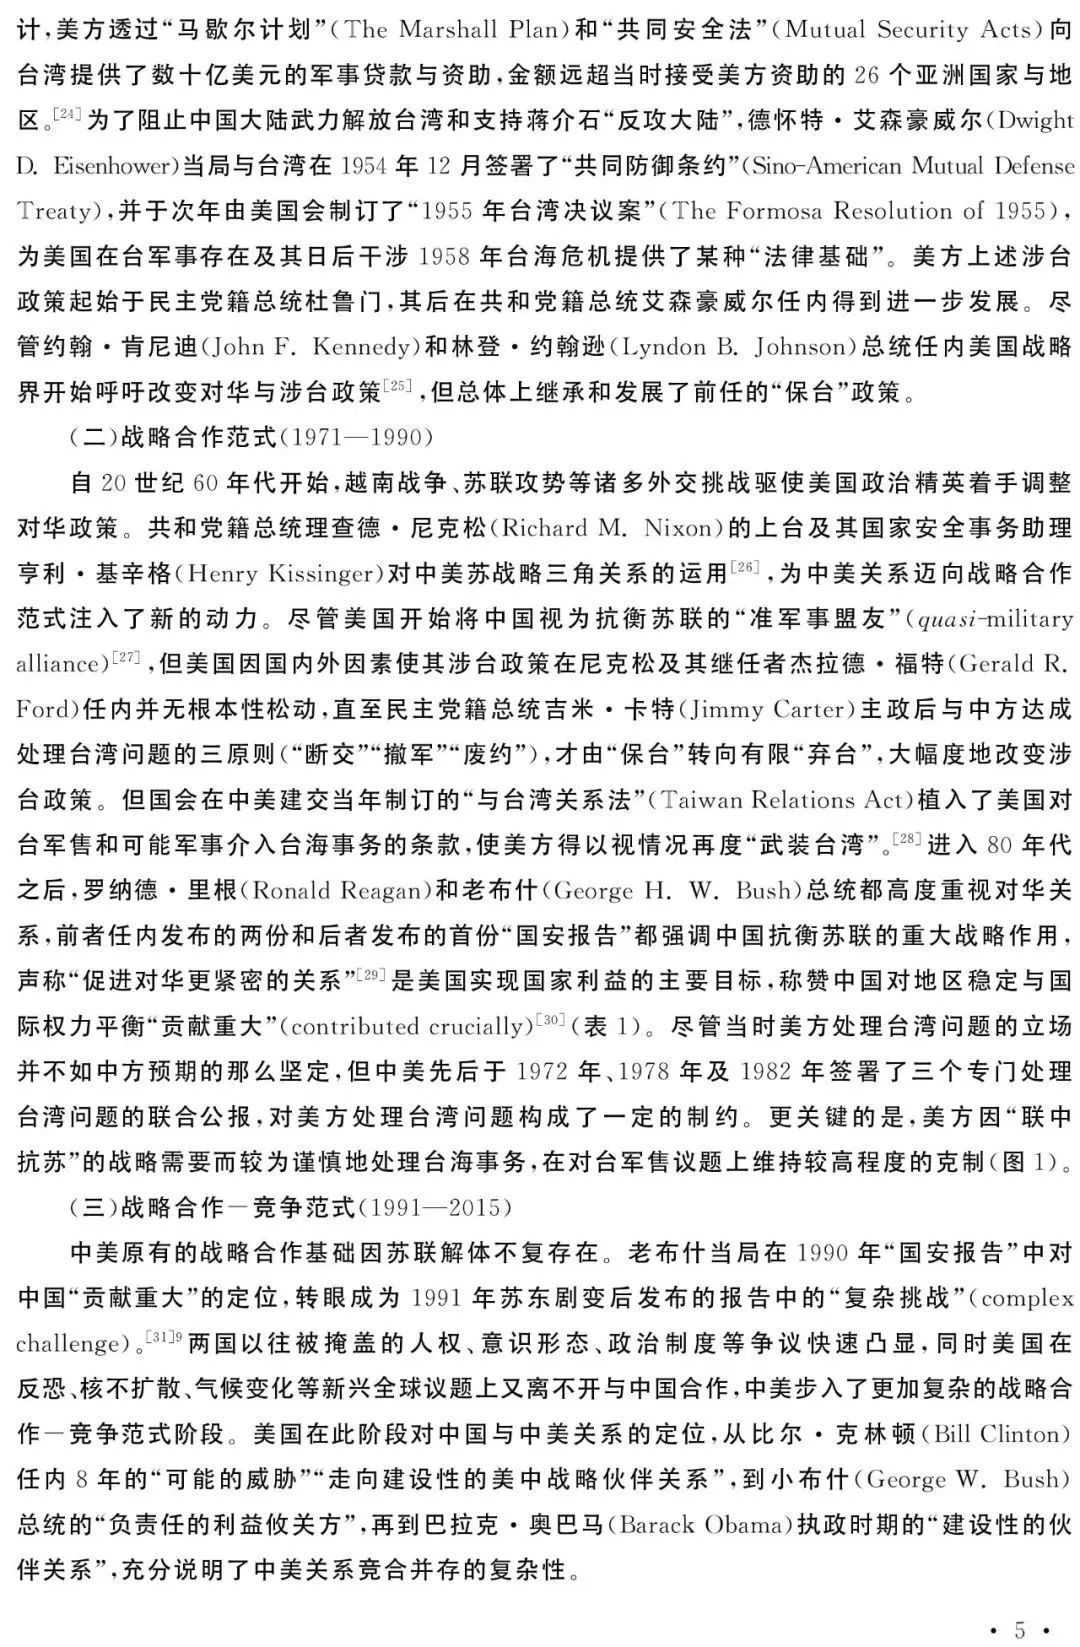 计,美方透过“马歇尔计划”(The Marshall Plan)和“共同安全法”(Mutual Security Acts)向
台湾提供了数十亿美元的军事贷款与资助,金额远超当时接受美方资助的 26 个亚洲国家与地
区。[24]为了阻止中国大陆武力解放台湾和支持蒋介石“反攻大陆”,德怀特·艾森豪威尔(Dwight
D. Eisenhower)当局与台湾在 1954 年 12 月签署了“共同防御条约”(Sino-American Mutual Defense
Treaty),并于次年由美国会制订了“1955 年台湾决议案”(The Formosa Resolution of 1955),
为美国在台军事存在及其日后干涉 1958 年台海危机提供了某种“法律基础”。美方上述涉台
政策起始于民主党籍总统杜鲁门,其后在共和党籍总统艾森豪威尔任内得到进一步发展。尽
管约翰·肯尼迪(John F. Kennedy)和林登·约翰逊(Lyndon B. Johnson)总统任内美国战略
界开始呼吁改变对华与涉台政策[25],但总体上继承和发展了前任的“保台”政策。
(二)战略合作范式(1971—1990)
自 20 世纪 60 年代开始,越南战争、苏联攻势等诸多外交挑战驱使美国政治精英着手调整
对华政策。共和党籍总统理查德·尼克松(Richard M. Nixon)的上台及其国家安全事务助理
亨利·基辛格(Henry Kissinger)对中美苏战略三角关系的运用[26],为中美关系迈向战略合作
范式注入了新的动力。尽管美国开始将中国视为抗衡苏联的“准军事盟友”(quasi-military
alliance)[27],但美国因国内外因素使其涉台政策在尼克松及其继任者杰拉德·福特(Gerald R.
Ford)任内并无根本性松动,直至民主党籍总统吉米·卡特(Jimmy Carter)主政后与中方达成
处理台湾问题的三原则(“断交”“撤军”“废约”),才由“保台”转向有限“弃台”,大幅度地改变涉
台政策。但国会在中美建交当年制订的“与台湾关系法”(Taiwan Relations Act)植入了美国对
台军售和可能军事介入台海事务的条款,使美方得以视情况再度“武装台湾”。[28]进入 80 年代
之后,罗纳德·里根(Ronald Reagan)和老布什(George H. W. Bush)总统都高度重视对华关
系,前者任内发布的两份和后者发布的首份“国安报告”都强调中国抗衡苏联的重大战略作用,
声称“促进对华更紧密的关系”[29]是美国实现国家利益的主要目标,称赞中国对地区稳定与国
际权力平衡“贡献重大”(contributed crucially)[30](表 1)。尽管当时美方处理台湾问题的立场
并不如中方预期的那么坚定,但中美先后于 1972 年、1978 年及 1982 年签署了三个专门处理
台湾问题的联合公报,对美方处理台湾问题构成了一定的制约。更关键的是,美方因“联中
抗苏”的战略需要而较为谨慎地处理台海事务,在对台军售议题上维持较高程度的克制(图 1)。
(三)战略合作—竞争范式(1991—2015)
中美原有的战略合作基础因苏联解体不复存在。老布什当局在 1990 年“国安报告”中对
中国“贡献重大”的定位,转眼成为 1991 年苏东剧变后发布的报告中的“复杂挑战”(complex
challenge)。[31]9两国以往被掩盖的人权、意识形态、政治制度等争议快速凸显,同时美国在
反恐、核不扩散、气候变化等新兴全球议题上又离不开与中国合作,中美步入了更加复杂的战略合
作—竞争范式阶段。美国在此阶段对中国与中美关系的定位,从比尔·克林顿(Bill Clinton)
任内 8 年的“可能的威胁”“走向建设性的美中战略伙伴关系”,到小布什(George W. Bush)
总统的“负责任的利益攸关方”,再到巴拉克·奥巴马(Barack Obama)执政时期的“建设性的伙
伴关系”,充分说明了中美关系竞合并存的复杂性。
· 5 ·